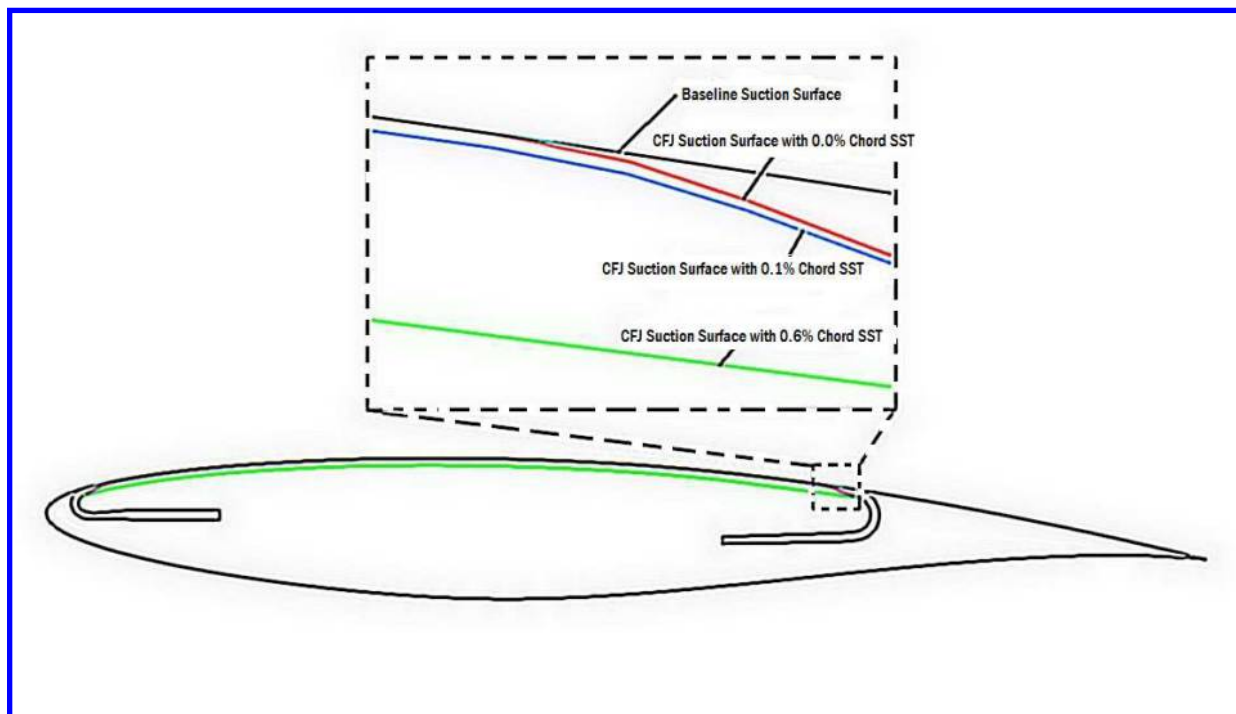 Baseline Suction Surface
CFJ Suction Surface with 0.0% Chord SST
CFJ Suction Surface with 0.1% Chord SST
CFJ Suction Surface with 0.6% Chord SST